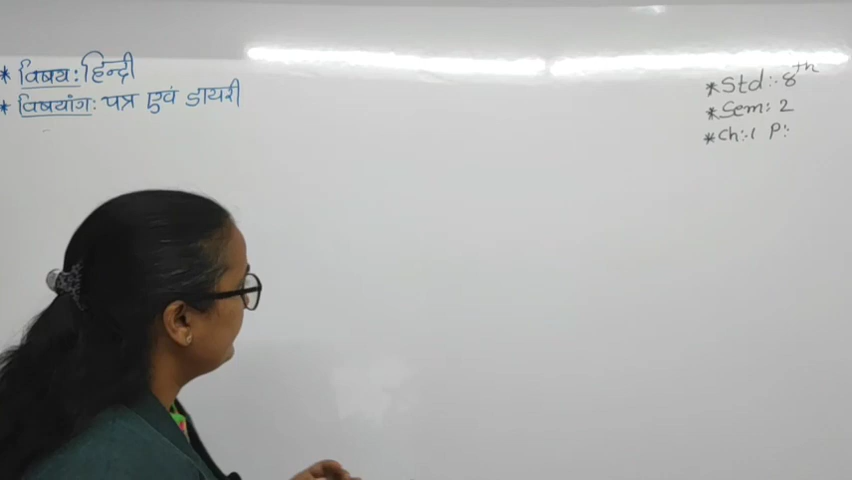 * विषय: हिन्दी
* विषयांग: पत्र एवं डायरी
* Std:- 8th
* Sem: 2
* Ch:-1 P:-